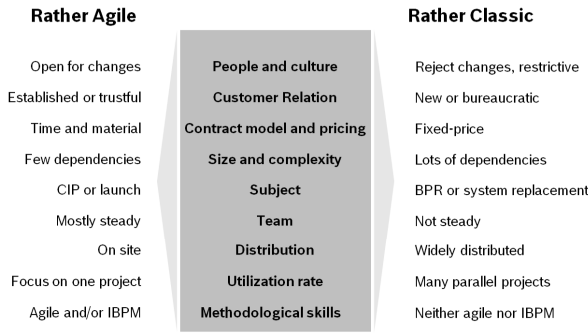 Rather Agile Rather Classic
Open for changes People and culture Reject changes, restrictive
Established or trustful Customer Relation New or bureaucratic
Time and material Contract model and pricing Fixed-price
Few dependencies Size and complexity Lots of dependencies
CIP or launch Subject BPR or system replacement
Mostly steady Team Not steady
On site Distribution Widely distributed
Focus on one project Utilization rate Many parallel projects
Agile and/or IBPM Methodological skills Neither agile nor IBPM